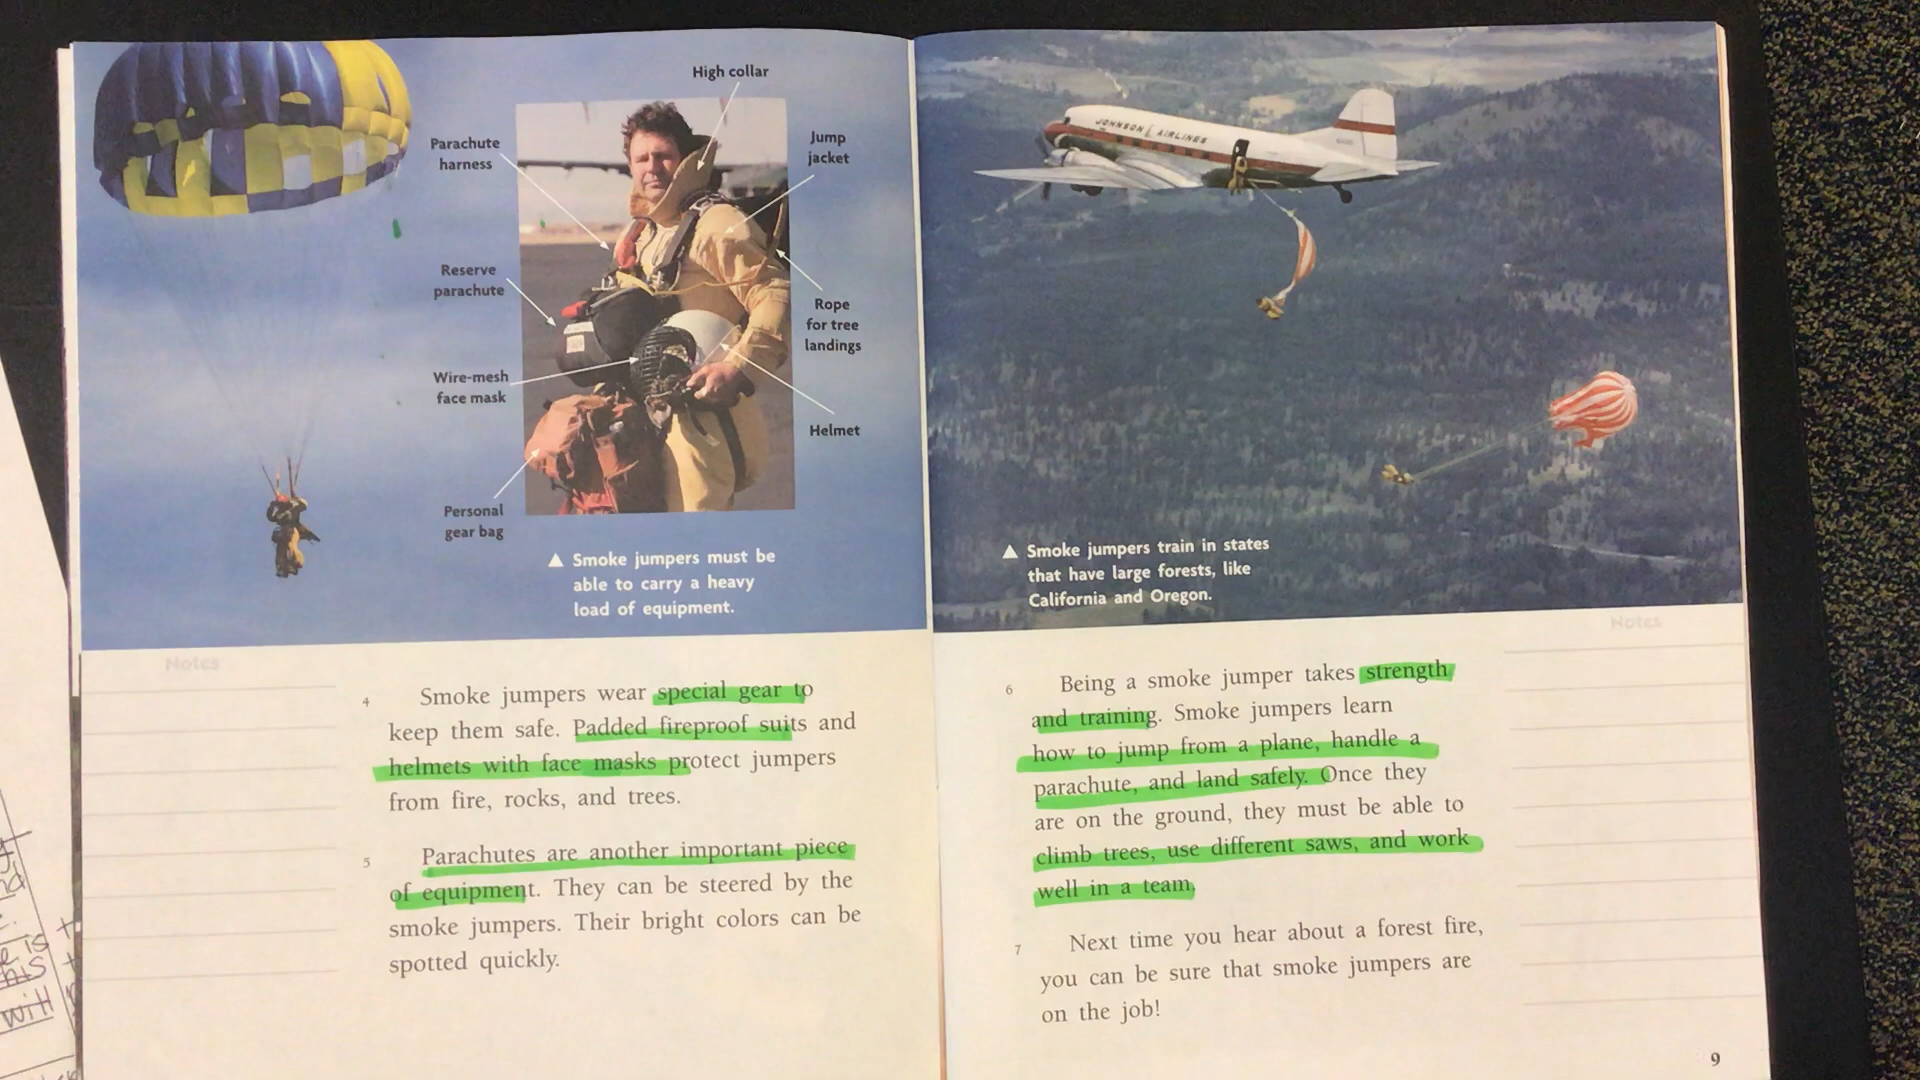 High collar
Parachute
harness
Jump
jacket
Reserve
parachute
Rope
for tree
landings
Wire-mesh
face mask
Helmet
Personal
gear bag
▲ Smoke jumpers must be
able to carry a heavy
load of equipment.
Notes
4 Smoke jumpers wear special gear to
keep them safe. Padded fireproof suits and
helmets with face masks protect jumpers
from fire, rocks, and trees.
5 Parachutes are another important piece
of equipment. They can be steered by the
smoke jumpers. Their bright colors can be
spotted quickly.
JOHNSON AIRLINES
▲ Smoke jumpers train in states
that have large forests, like
California and Oregon.
Notes
6 Being a smoke jumper takes strength
and training. Smoke jumpers learn
how to jump from a plane, handle a
parachute, and land safely. Once they
are on the ground, they must be able to
climb trees, use different saws, and work
well in a team.
7 Next time you hear about a forest fire,
you can be sure that smoke jumpers are
on the job!
9
is
will